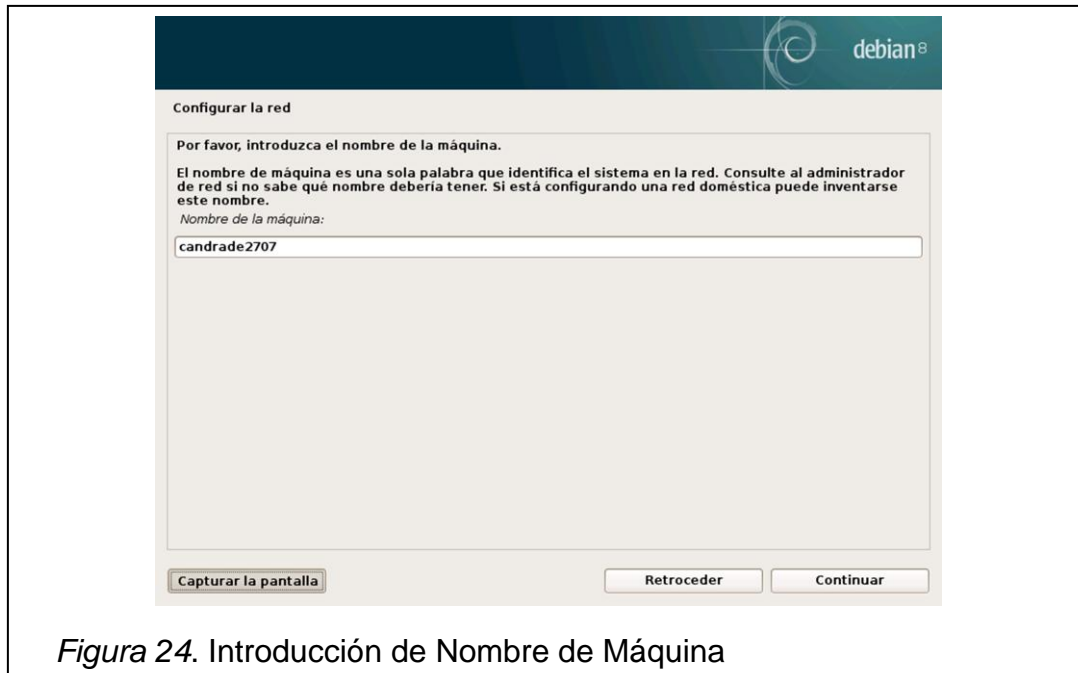 debian 8
Configurar la red
Por favor, introduzca el nombre de la máquina.
El nombre de máquina es una sola palabra que identifica el sistema en la red. Consulte al administrador
de red si no sabe qué nombre debería tener. Si está configurando una red doméstica puede inventarse
este nombre.
Nombre de la máquina:
candrade2707
Capturar la pantalla
Retroceder
Continuar
Figura 24. Introducción de Nombre de Máquina